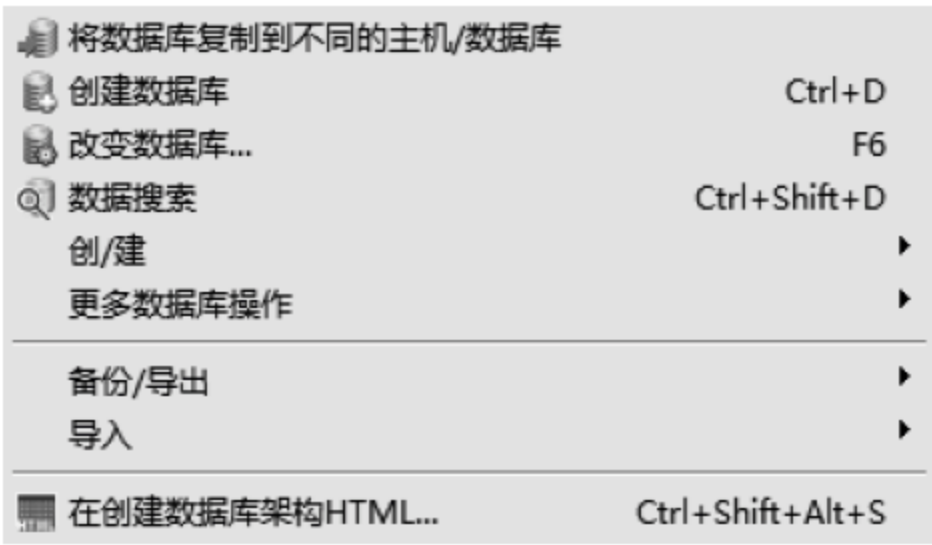 将数据库复制到不同的主机/数据库
创建数据库 Ctrl+D
改变数据库... F6
数据搜索 Ctrl+Shift+D
创/建
更多数据库操作
备份/导出
导入
在创建数据库架构HTML... Ctrl+Shift+Alt+S